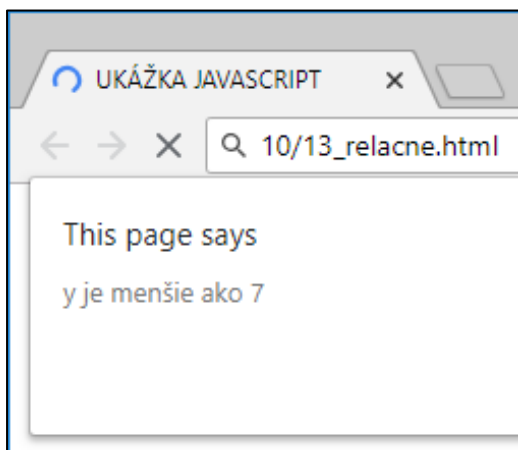 UKÁŽKA JAVASCRIPT
10/13_relacne.html
This page says
y je menšie ako 7